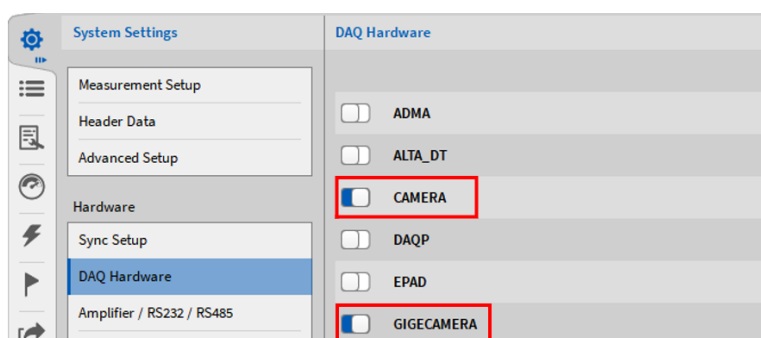 System Settings
Measurement Setup
Header Data
Advanced Setup
Hardware
Sync Setup
DAQ Hardware
Amplifier / RS232 / RS485
DAQ Hardware
ADMA
ALTA_DT
CAMERA
DAQP
EPAD
GIGECAMERA